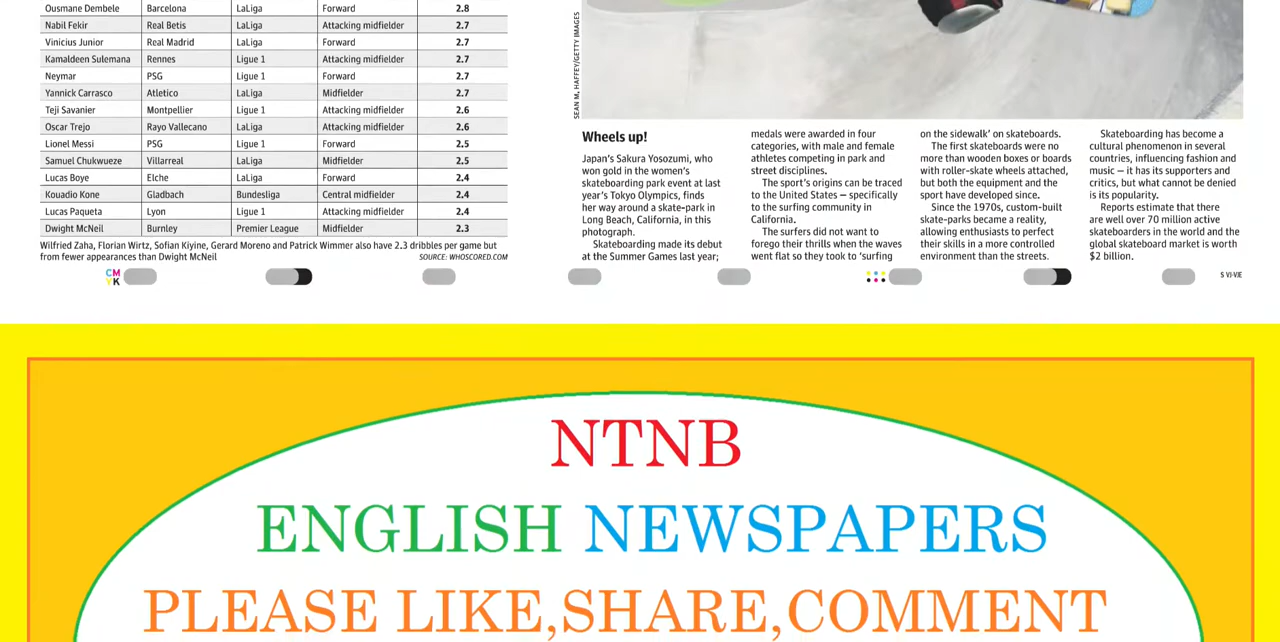 Ousmane Dembele Barcelona LaLiga Forward 2.8
Nabil Fekir Real Betis LaLiga Attacking midfielder 2.7
Vinicius Junior Real Madrid LaLiga Forward 2.7
Kamaldeen Sulemana Rennes Ligue 1 Attacking midfielder 2.7
Neymar PSG Ligue 1 Forward 2.7
Yannick Carrasco Atletico LaLiga Midfielder 2.7
Teji Savanier Montpellier Ligue 1 Attacking midfielder 2.6
Oscar Trejo Rayo Vallecano LaLiga Attacking midfielder 2.6
Lionel Messi PSG Ligue 1 Forward 2.5
Samuel Chukwueze Villarreal LaLiga Midfielder 2.5
Lucas Boye Elche LaLiga Forward 2.4
Kouadio Kone Gladbach Bundesliga Central midfielder 2.4
Lucas Paqueta Lyon Ligue 1 Attacking midfielder 2.4
Dwight McNeil Burnley Premier League Midfielder 2.3
Wilfried Zaha, Florian Wirtz, Sofian Kiyine, Gerard Moreno and Patrick Wimmer also have 2.3 dribbles per game but
from fewer appearances than Dwight McNeil
SOURCE: WHOSCORED.COM
SEAN M. HAFFEY/GETTY IMAGES
Wheels up!
Japan's Sakura Yosozumi, who
won gold in the women's
skateboarding park event at last
year's Tokyo Olympics, finds
her way around a skate-park in
Long Beach, California, in this
photograph.
Skateboarding made its debut
at the Summer Games last year;
medals were awarded in four
categories, with male and female
athletes competing in park and
street disciplines.
The sport's origins can be traced
to the United States — specifically
to the surfing community in
California.
The surfers did not want to
forego their thrills when the waves
went flat so they took to 'surfing
on the sidewalk' on skateboards.
The first skateboards were no
more than wooden boxes or boards
with roller-skate wheels attached,
but both the equipment and the
sport have developed since.
Since the 1970s, custom-built
skate-parks became a reality,
allowing enthusiasts to perfect
their skills in a more controlled
environment than the streets.
Skateboarding has become a
cultural phenomenon in several
countries, influencing fashion and
music — it has its supporters and
critics, but what cannot be denied
is its popularity.
Reports estimate that there
are well over 70 million active
skateboarders in the world and the
global skateboard market is worth
$2 billion.
CM
YK
S VJ-VJE
NTNB
ENGLISH NEWSPAPERS
PLEASE LIKE,SHARE,COMMENT